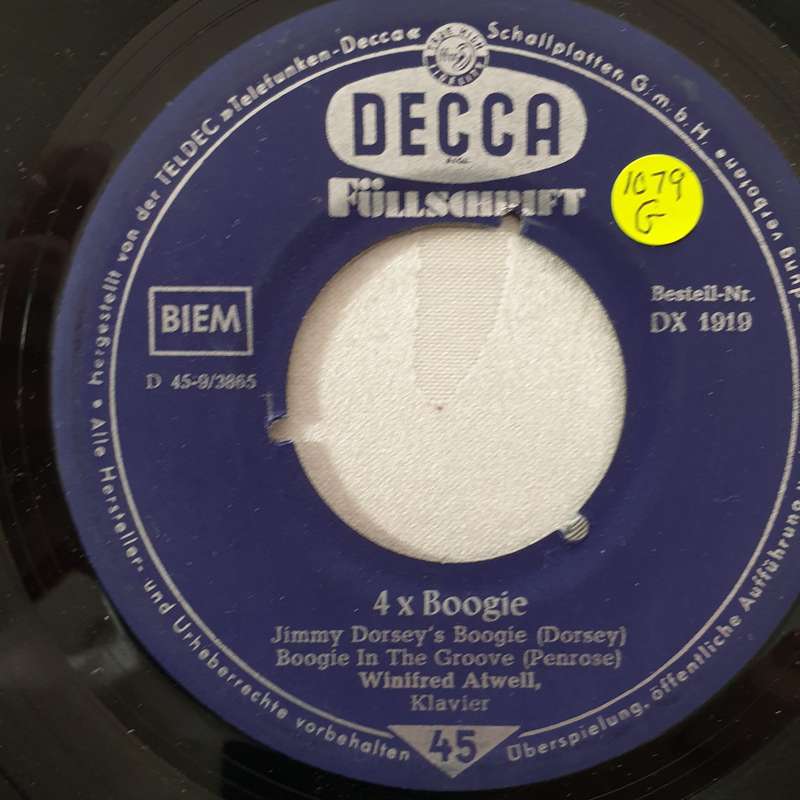 Hergestellt von der TELDEC »Telefunken-Decca« Schallplatten G.m.b.H.
DECCA
FÜLLSCHRIFT
1079
G
BIEM
D 45-9/3865
Bestell-Nr.
DX 1919
4 x Boogie
Jimmy Dorsey's Boogie (Dorsey)
Boogie In The Groove (Penrose)
Winifred Atwell,
Klavier
45
Alle Hersteller- und Urheberrechte vorbehalten
Überspielung, öffentliche Aufführung
verboten